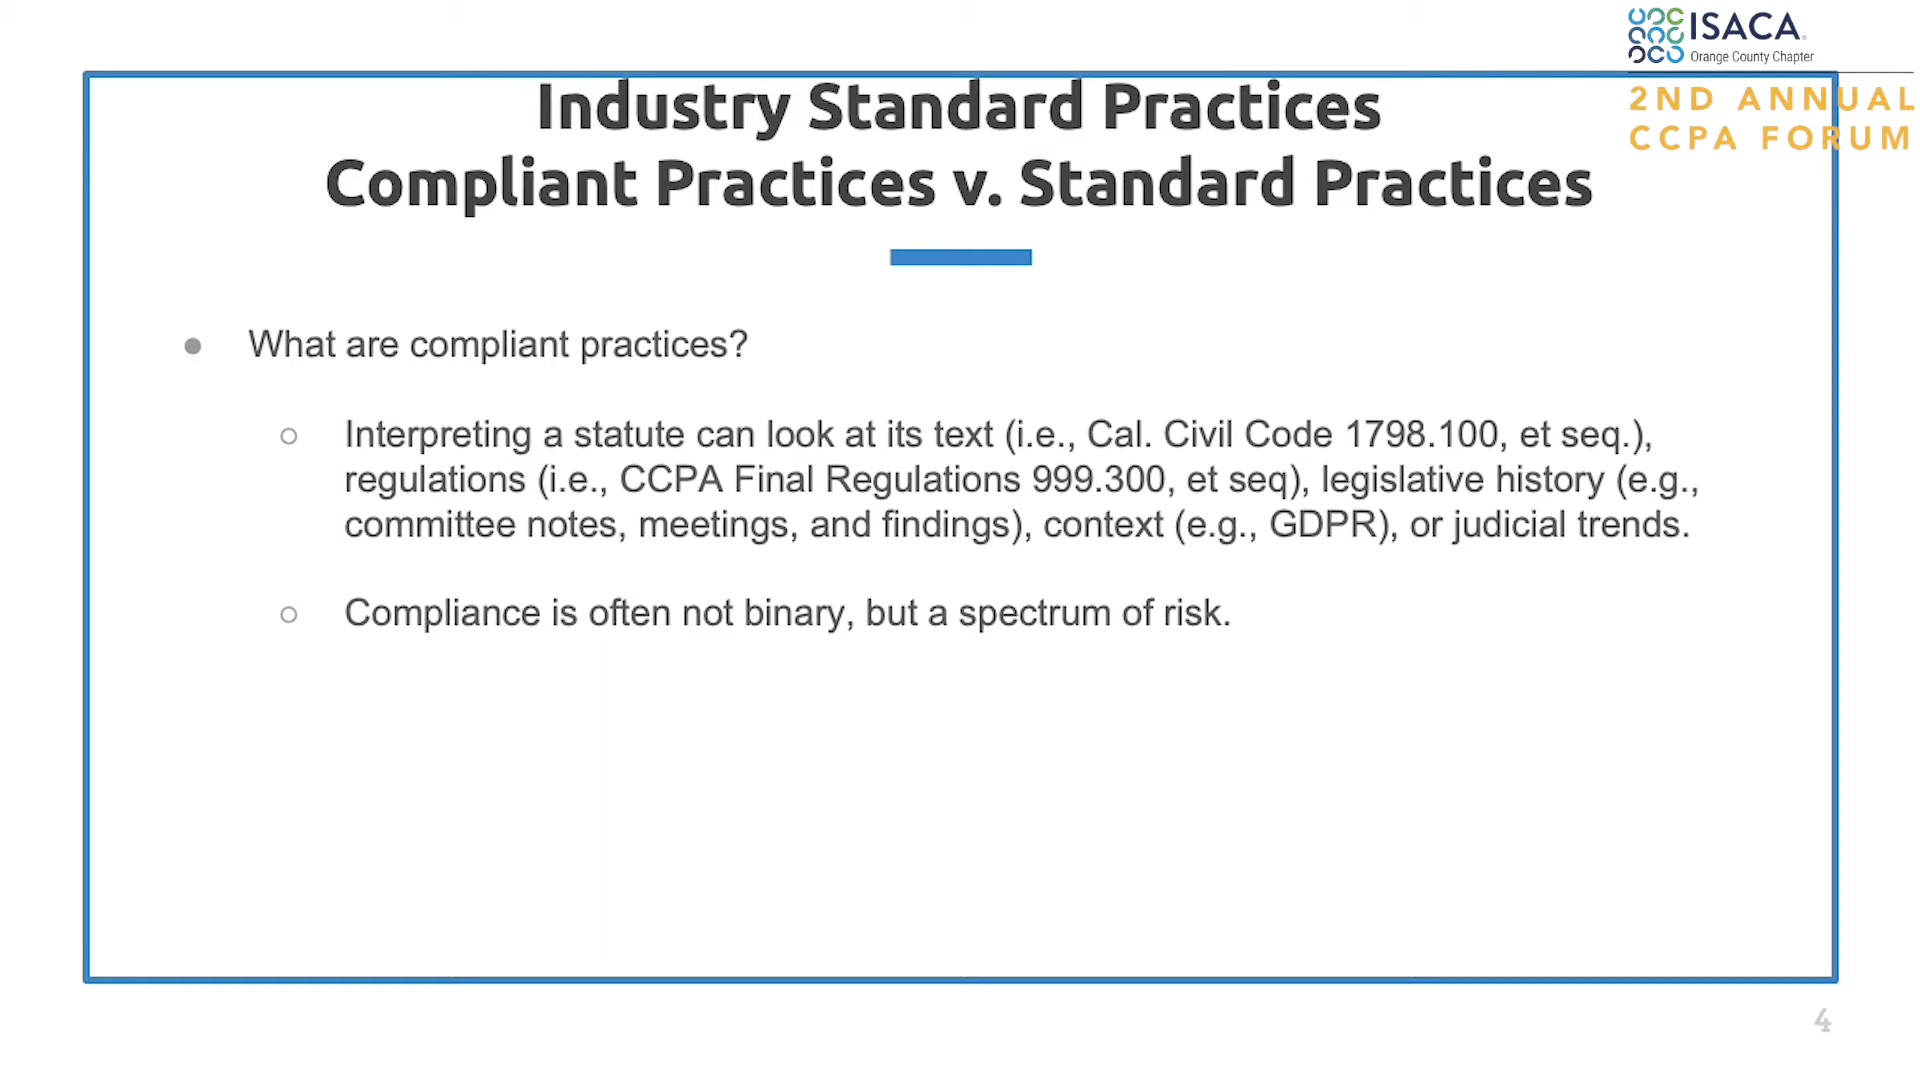 ISACA
Orange County Chapter
2ND ANNUAL
CCPA FORUM
Industry Standard Practices
Compliant Practices v. Standard Practices
● What are compliant practices?
○ Interpreting a statute can look at its text (i.e., Cal. Civil Code 1798.100, et seq.),
regulations (i.e., CCPA Final Regulations 999.300, et seq), legislative history (e.g.,
committee notes, meetings, and findings), context (e.g., GDPR), or judicial trends.
○ Compliance is often not binary, but a spectrum of risk.
4